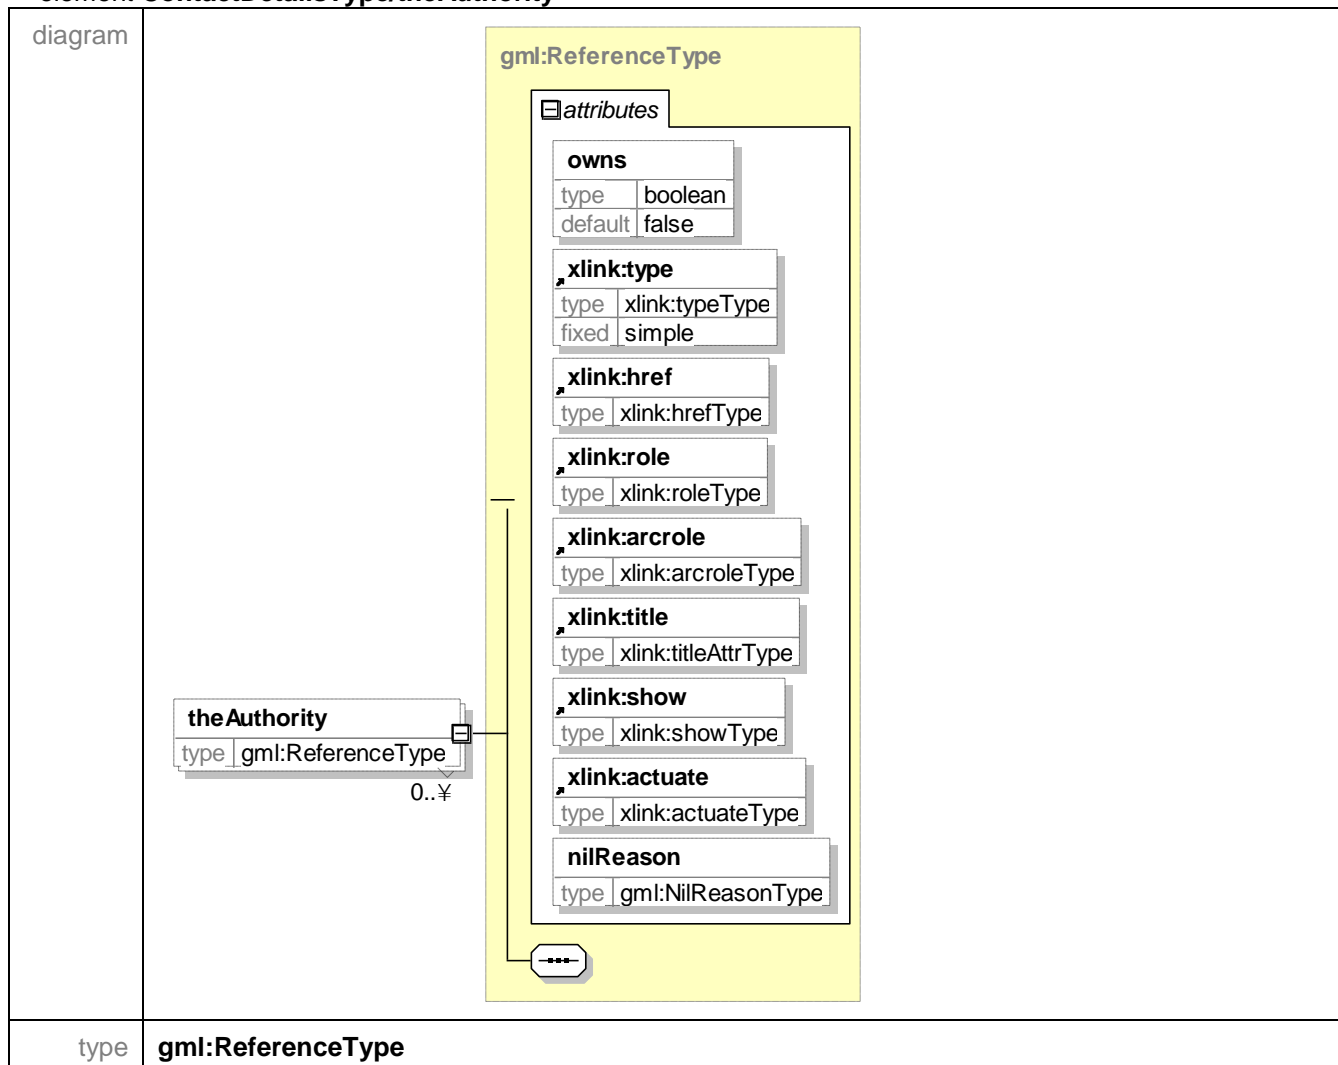 element ContactDetailsType/theAuthority
diagram
gml:ReferenceType
attributes
owns
type boolean
default false
xlink:type
type xlink:typeType
fixed simple
xlink:href
type xlink:hrefType
xlink:role
type xlink:roleType
xlink:arcrole
type xlink:arcroleType
xlink:title
type xlink:titleAttrType
xlink:show
type xlink:showType
theAuthority
type gml:ReferenceType
0..¥
xlink:actuate
type xlink:actuateType
nilReason
type gml:NilReasonType
type gml:ReferenceType